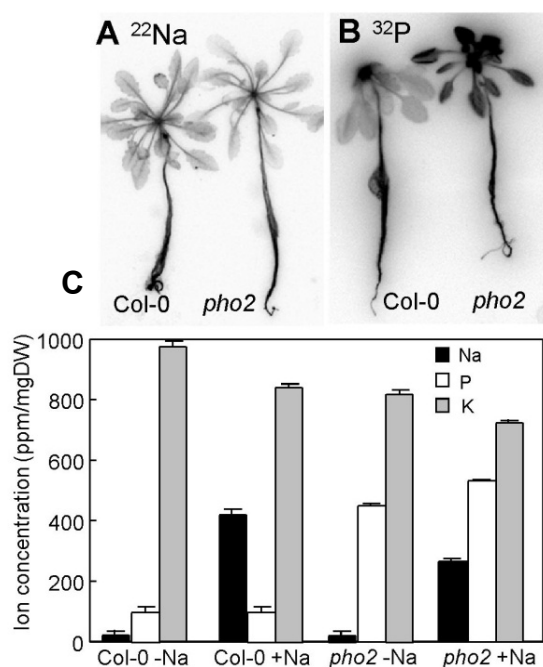 A ²²Na
B ³²P
Col-0 pho2
Col-0 pho2
C
Ion concentration (ppm/mgDW)
1000
800
600
400
200
0
Na
P
K
Col-0 -Na Col-0 +Na pho2 -Na pho2 +Na